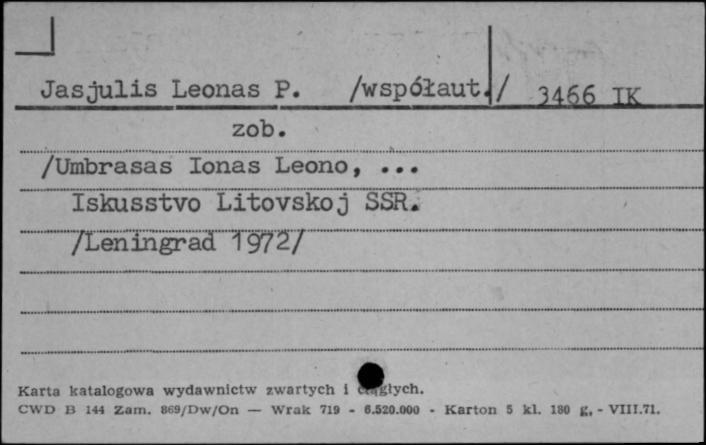 Jasjulis Leonas P. /współaut./ 3466 IK
zob.
/Umbrasas Ionas Leono, ...
Iskusstvo Litovskoj SSR.
/Leningrad 1972/
Karta katalogowa wydawnictw zwartych i ciągłych.
CWD B 144 Zam. 869/Dw/On — Wrak 719 - 6.520.000 - Karton 5 kl. 180 g. - VIII.71.